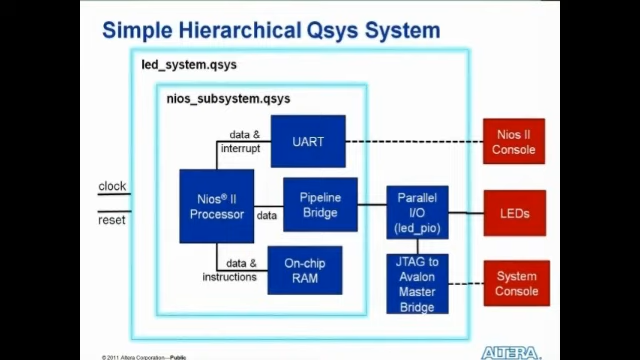 Simple Hierarchical Qsys System
led_system.qsys
nios_subsystem.qsys
data &
interrupt
UART
Nios II
Console
clock
reset
Nios® II
Processor
data
Pipeline
Bridge
Parallel
I/O
(led_pio)
LEDs
data &
instructions
On-chip
RAM
JTAG to
Avalon
Master
Bridge
System
Console
© 2011 Altera Corporation—Public
ALTERA